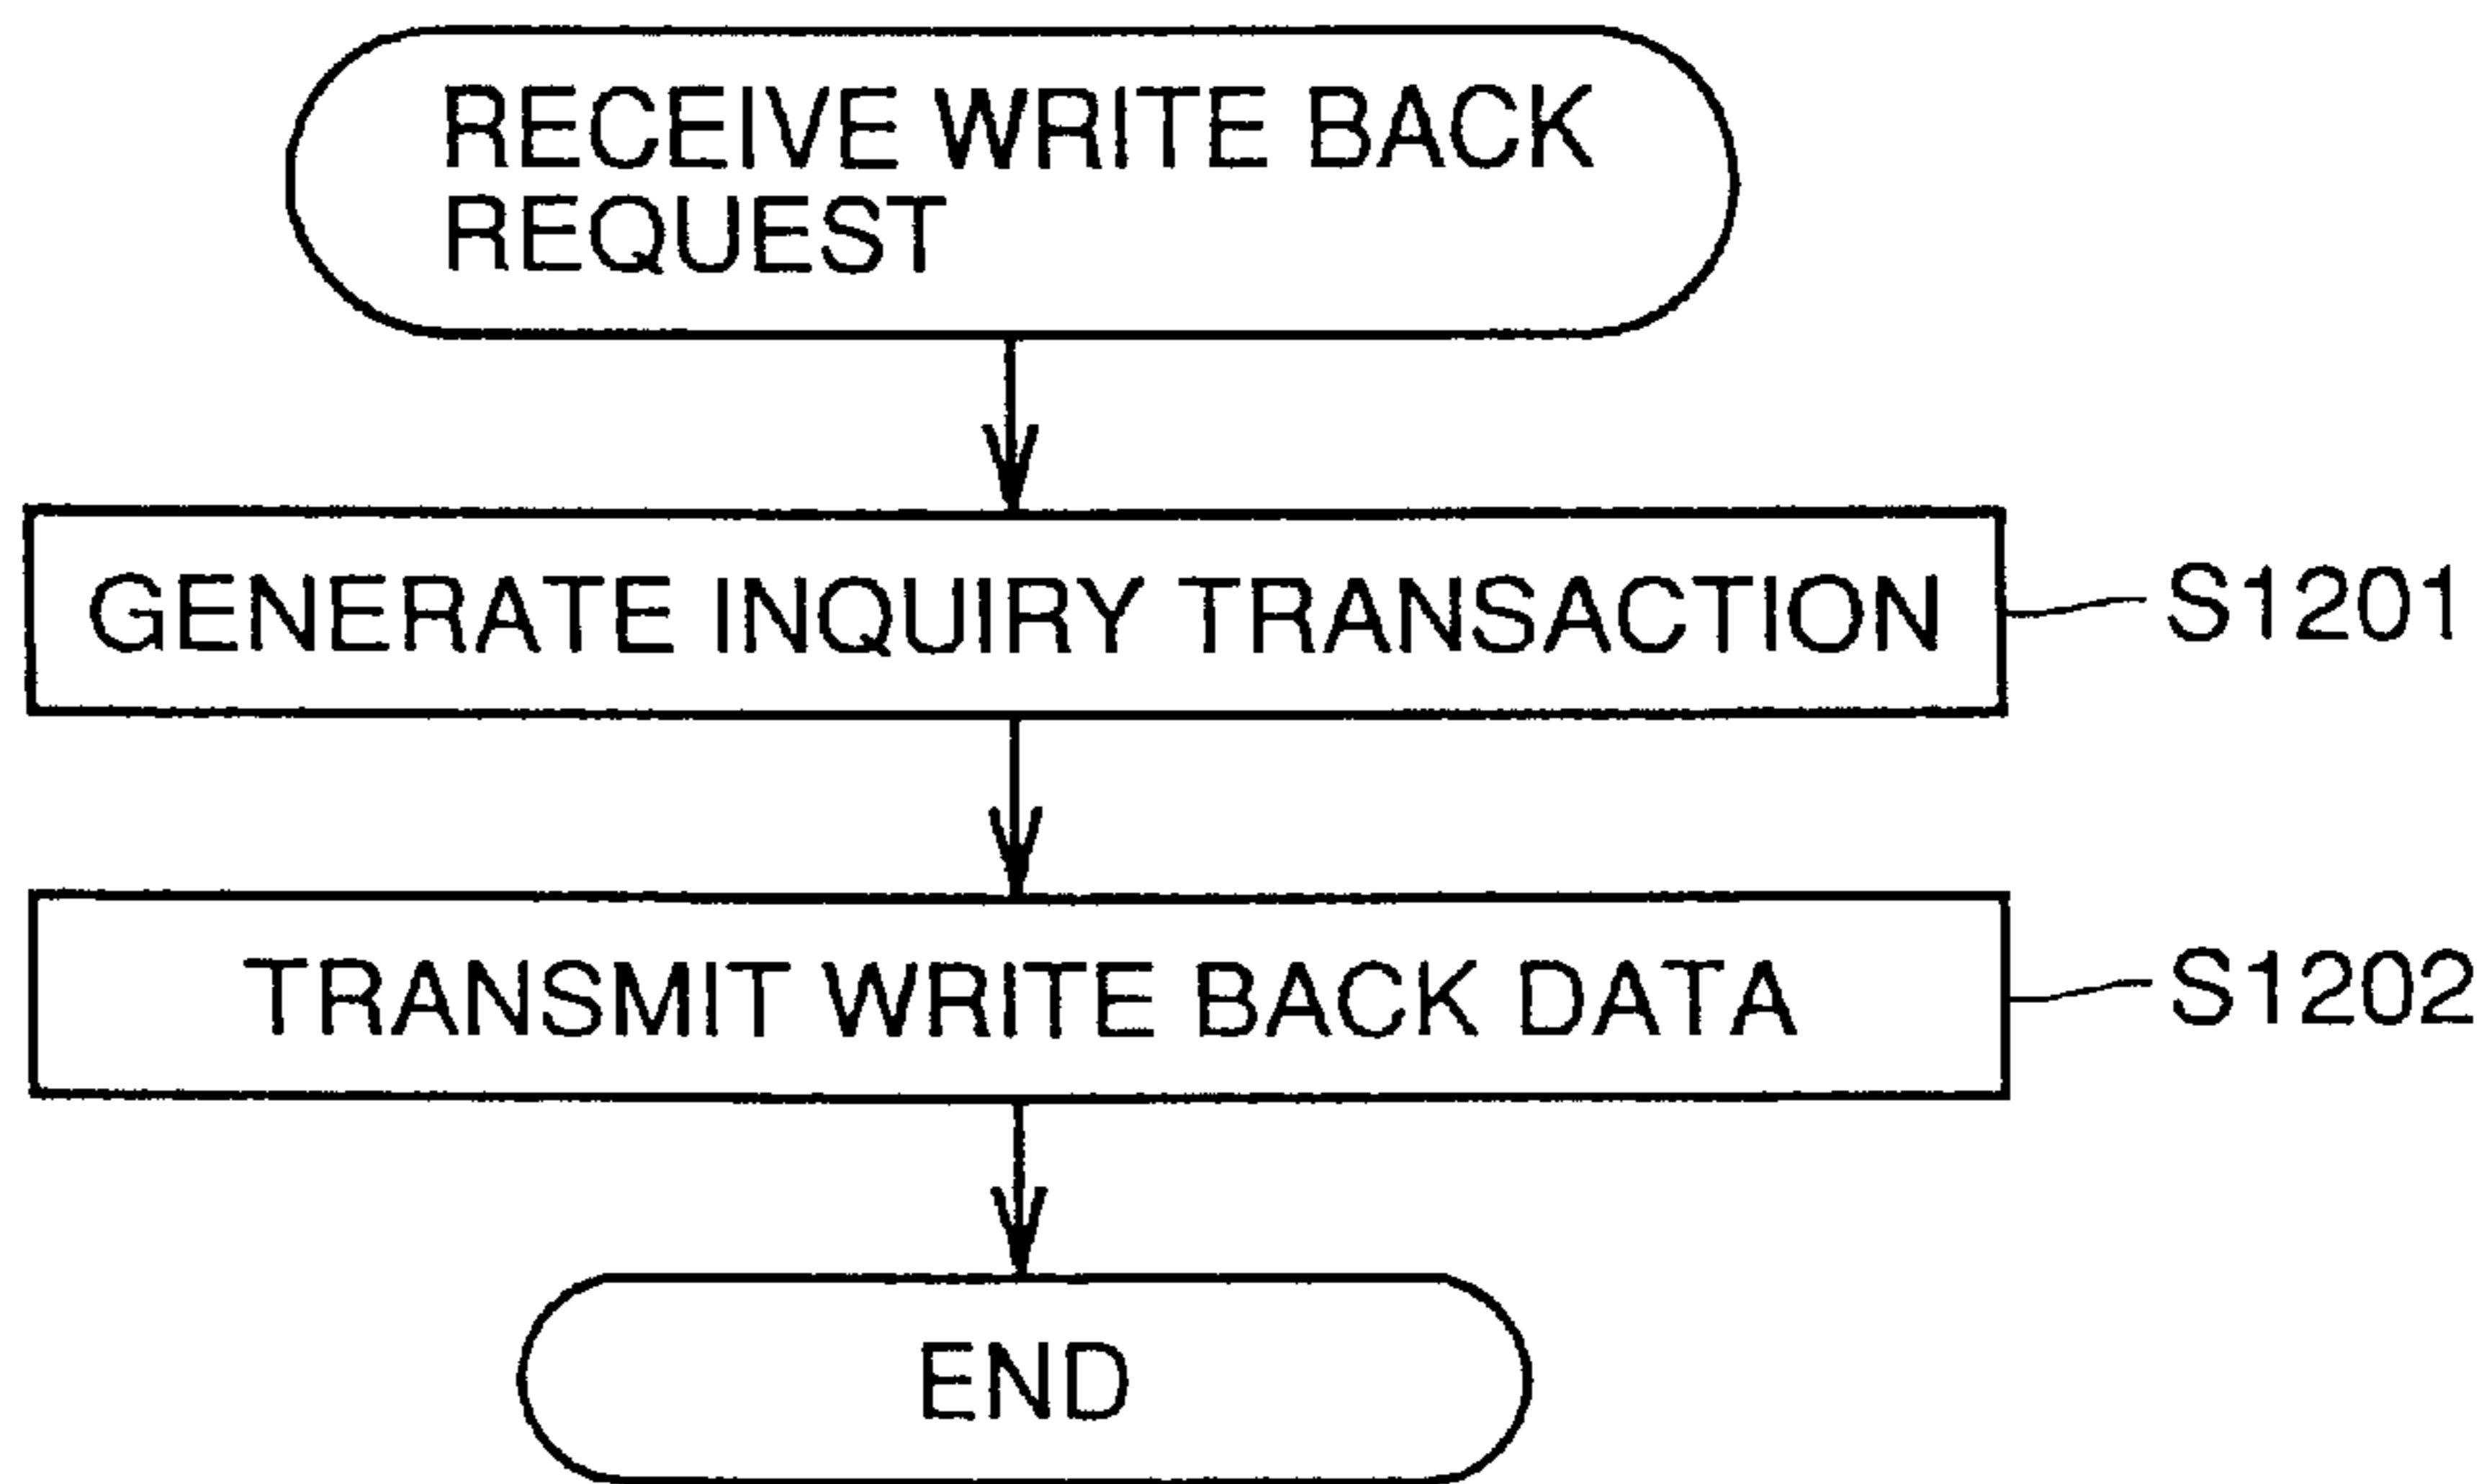 RECEIVE WRITE BACK
REQUEST
GENERATE INQUIRY TRANSACTION
S1201
TRANSMIT WRITE BACK DATA
S1202
END